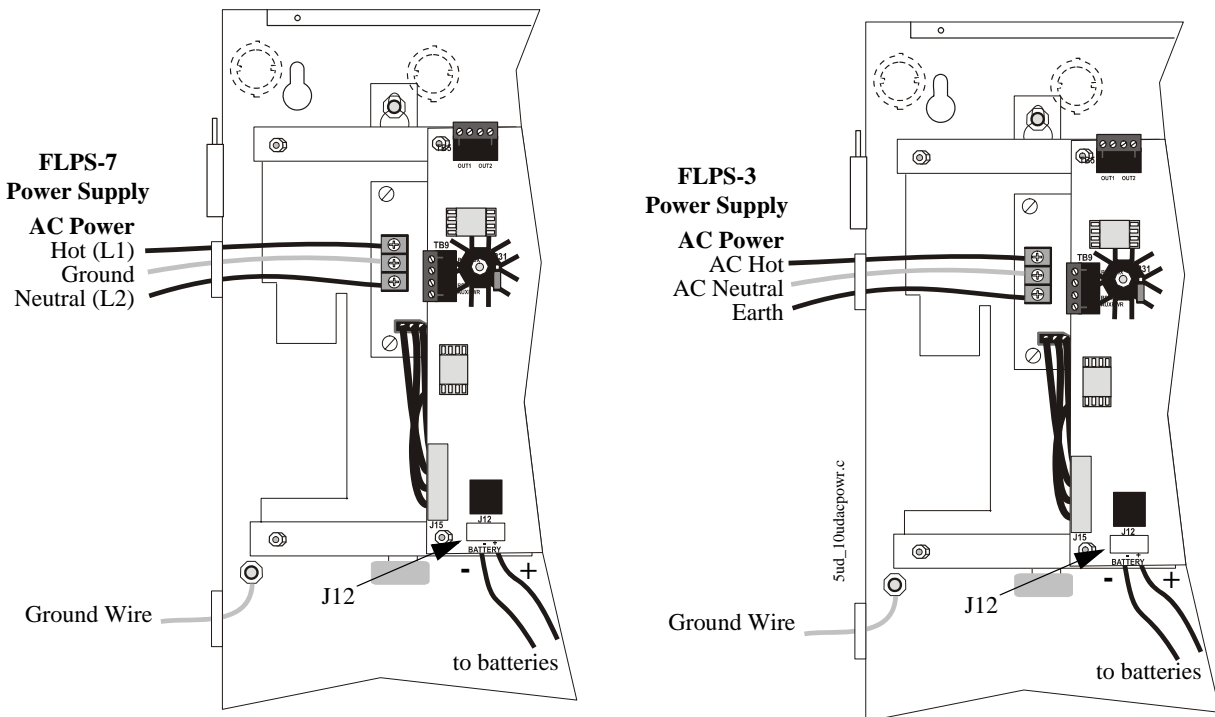 FLPS-7
Power Supply
AC Power
Hot (L1)
Ground
Neutral (L2)
OUT1 OUT2
TB9
J15
J12
- +
BATTERY
- +
J12
Ground Wire
to batteries
FLPS-3
Power Supply
AC Power
AC Hot
AC Neutral
Earth
OUT1 OUT2
TB9
5ud_10udacpowr.c
J15
J12
- +
BATTERY
- +
J12
Ground Wire
to batteries